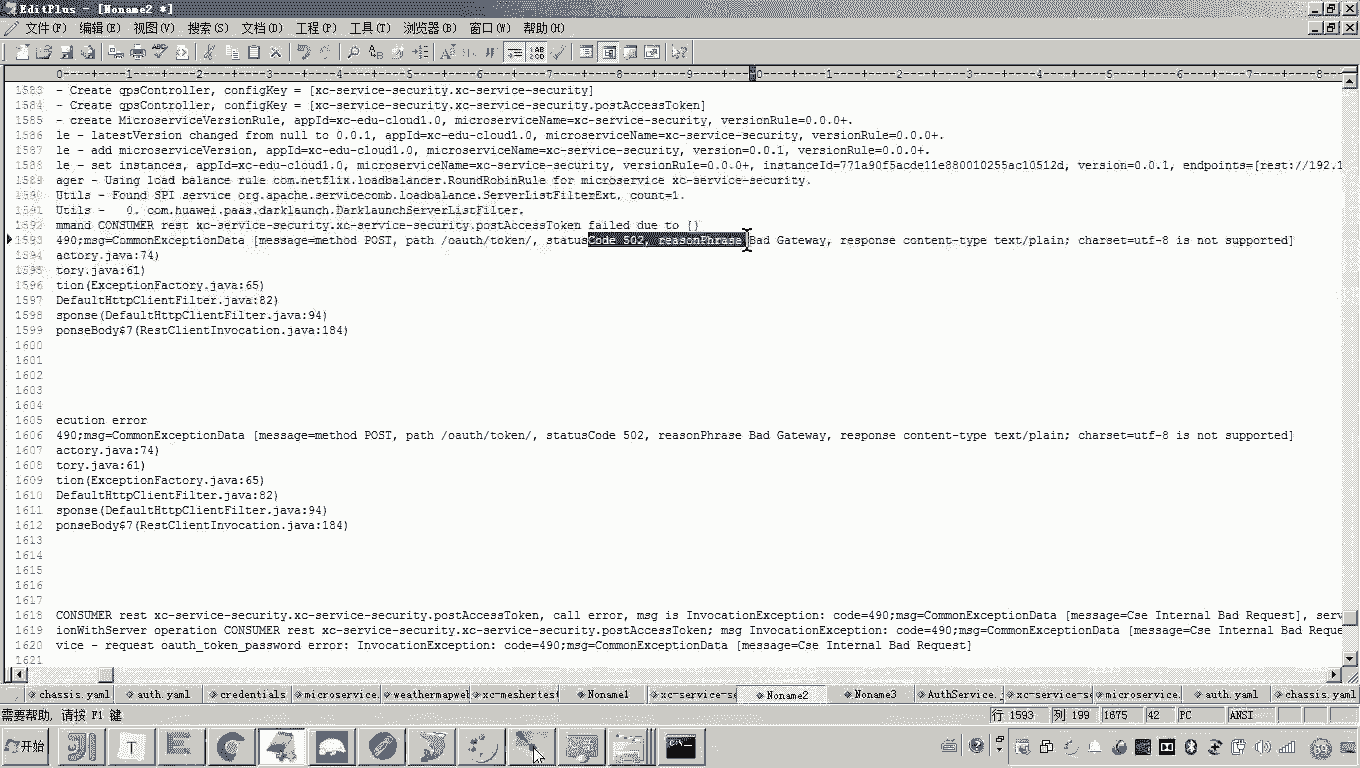 EditPlus - [Noname2 *]
文件(F) 编辑(E) 视图(V) 搜索(S) 文档(D) 工程(P) 工具(T) 浏览器(B) 窗口(W) 帮助(H)
1583 - Create qpsController, configKey = [xc-service-security.xc-service-security]
1584 - Create qpsController, configKey = [xc-service-security.xc-service-security.postAccessToken]
1585 - create MicroserviceVersionRule, appId=xc-edu-cloud1.0, microserviceName=xc-service-security, versionRule=0.0.0+.
1586 le - latestVersion changed from null to 0.0.1, appId=xc-edu-cloud1.0, microserviceName=xc-service-security, versionRule=0.0.0+.
1587 le - add microserviceVersion, appId=xc-edu-cloud1.0, microserviceName=xc-service-security, version=0.0.1, versionRule=0.0.0+.
1588 le - set instances, appId=xc-edu-cloud1.0, microserviceName=xc-service-security, versionRule=0.0.0+, instanceId=771a90f5acde11e880010255ac10512d, version=0.0.1, endpoints=[rest://192.1
1589 ager - Using load balance rule com.netflix.loadbalancer.RoundRobinRule for microservice xc-service-security.
1590 Utils - Found SPI service org.apache.servicecomb.loadbalance.ServerListFilterExt, count=1.
1591 Utils -   0. com.huawei.paas.darklaunch.DarklaunchServerListFilter.
1592 mmand CONSUMER rest xc-service-security.xc-service-security.postAccessToken failed due to {}
1593 490;msg=CommonExceptionData [message=method POST, path /oauth/token/, statusCode 502, reasonPhrase Bad Gateway, response content-type text/plain; charset=utf-8 is not supported]
1594 actory.java:74)
1595 tory.java:61)
1596 tion(ExceptionFactory.java:65)
1597 DefaultHttpClientFilter.java:82)
1598 sponse(DefaultHttpClientFilter.java:94)
1599 ponseBody$7(RestClientInvocation.java:184)
1600
1601
1602
1603
1604
1605 ecution error
1606 490;msg=CommonExceptionData [message=method POST, path /oauth/token/, statusCode 502, reasonPhrase Bad Gateway, response content-type text/plain; charset=utf-8 is not supported]
1607 actory.java:74)
1608 tory.java:61)
1609 tion(ExceptionFactory.java:65)
1610 DefaultHttpClientFilter.java:82)
1611 sponse(DefaultHttpClientFilter.java:94)
1612 ponseBody$7(RestClientInvocation.java:184)
1613
1614
1615
1616
1617
1618 CONSUMER rest xc-service-security.xc-service-security.postAccessToken, call error, msg is InvocationException: code=490;msg=CommonExceptionData [message=Cse Internal Bad Request], serv
1619 ionWithServer operation CONSUMER rest xc-service-security.xc-service-security.postAccessToken; msg InvocationException: code=490;msg=CommonExceptionData [message=Cse Internal Bad Reque
1620 vice - request oauth_token_password error: InvocationException: code=490;msg=CommonExceptionData [message=Cse Internal Bad Request]
1621
chassis.yaml auth.yaml credentials microservice. weathermapweb xc-meshertest Noname1 xc-service-se Noname2 Noname3 AuthService. xc-service-se microservice. auth.yaml chassis.yaml
需要帮助, 请按 F1 键 行 1593 列 199 1675 42 PC ANSI
开始